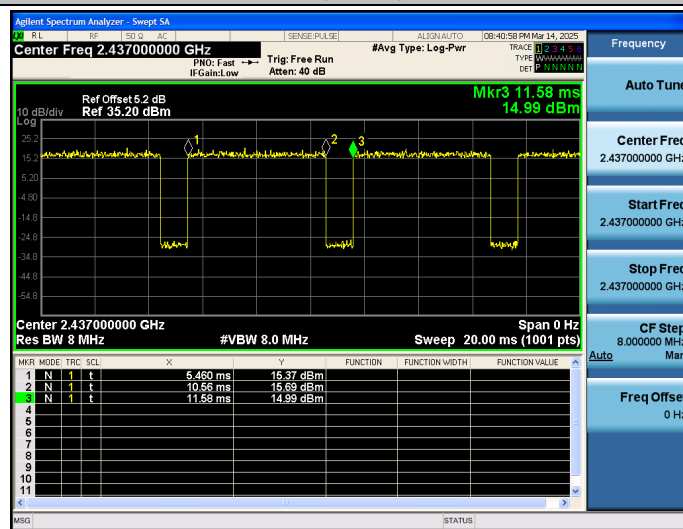 Agilent Spectrum Analyzer - Swept SA
LXI RL RF 50 Ω AC SENSE:PULSE ALIGNAUTO 08:40:58 PM Mar 14, 2025
Center Freq 2.437000000 GHz #Avg Type: Log-Pwr TRACE 1 2 3 4 5 6
PNO: Fast Trig: Free Run TYPE
IFGain:Low Atten: 40 dB DET P N N N N N
Mkr3 11.58 ms
14.99 dBm
Ref Offset 5.2 dB
10 dB/div Ref 35.20 dBm
Log
25.2
15.2
5.20
-4.80
-14.8
-24.8
-34.8
-44.8
-54.8
1
2
3
Center 2.437000000 GHz Span 0 Hz
Res BW 8 MHz #VBW 8.0 MHz Sweep 20.00 ms (1001 pts)
MKR MODE TRC SCL X Y FUNCTION FUNCTION WIDTH FUNCTION VALUE
1 N 1 t 5.460 ms 15.37 dBm
2 N 1 t 10.56 ms 15.69 dBm
3 N 1 t 11.58 ms 14.99 dBm
4
5
6
7
8
9
10
11
MSG STATUS
Frequency
Auto Tune
Center Freq
2.437000000 GHz
Start Freq
2.437000000 GHz
Stop Freq
2.437000000 GHz
CF Step
8.000000 MHz
Auto Man
Freq Offset
0 Hz